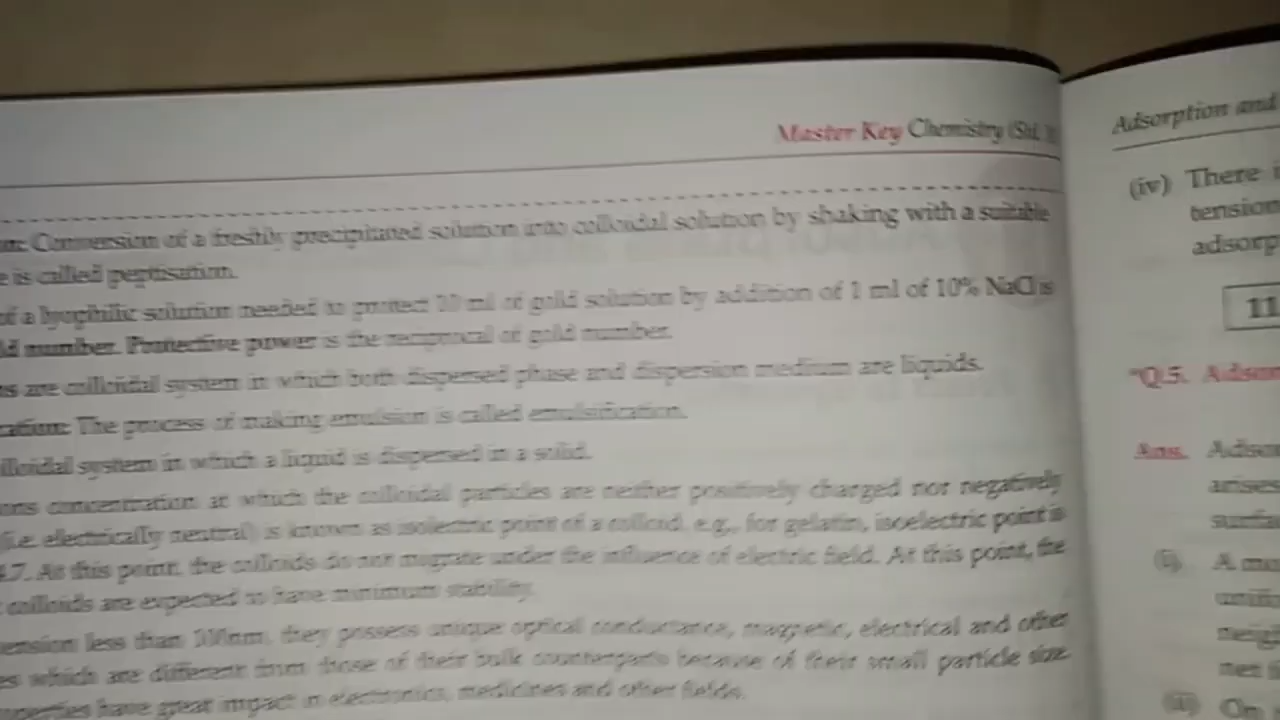 Master Key Chemistry (Std.
Conversion of a freshly precipitated solution into colloidal solution by shaking with a suitable
is called peptisation.
of a lyophilic solution needed to protect 10 ml of gold solution by addition of 1 ml of 10% NaCl is
number. Protective power is the reciprocal of gold number.
are colloidal system in which both dispersed phase and dispersion medium are liquids.
The process of making emulsion is called emulsification.
colloidal system in which a liquid is dispersed in a solid.
concentration at which the colloidal particles are neither positively charged nor negatively
(i.e. electrically neutral) is known as isolectric point of a colloid. e.g., for gelatin, isoelectric point is
4.7. At this point, the colloids do not migrate under the influence of electric field. At this point, the
colloids are expected to have minimum stability.
less than 100nm, they possess unique optical conductance, magnetic, electrical and other
which are different from those of their bulk counterparts because of their small particle size.
have great impact in electronics, medicines and other fields.
Adsorption and
(iv) There
tension
adsorp
11
*Q.5. Adsor
Ans. Adsor
arises
surfa
(i) A mo
(ii) On